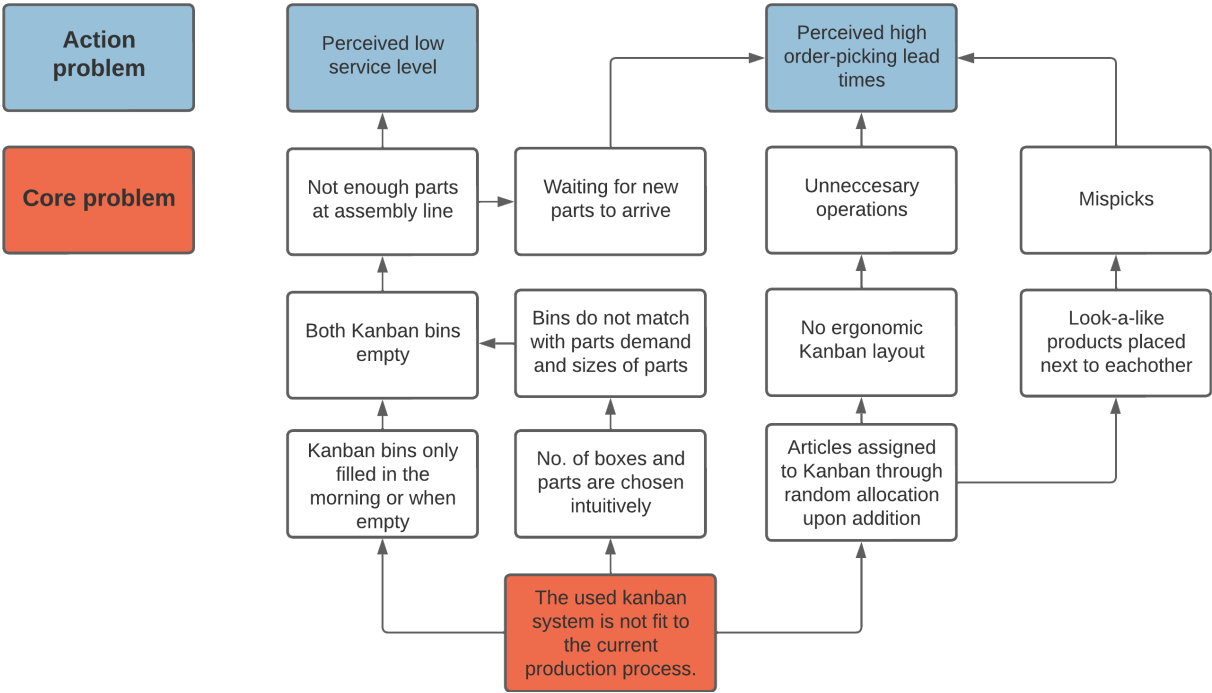 Action
problem
Perceived low
service level
Perceived high
order-picking lead
times
Core problem
Not enough parts
at assembly line
Waiting for new
parts to arrive
Unneccesary
operations
Mispicks
Both Kanban bins
empty
Bins do not match
with parts demand
and sizes of parts
No ergonomic
Kanban layout
Look-a-like
products placed
next to eachother
Kanban bins only
filled in the
morning or when
empty
No. of boxes and
parts are chosen
intuitively
Articles assigned
to Kanban through
random allocation
upon addition
The used kanban
system is not fit to
the current
production process.